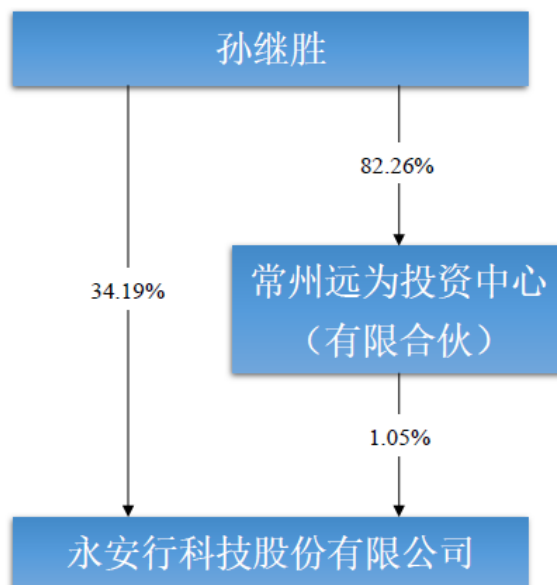 孙继胜
82.26%
34.19%
常州远为投资中心
（有限合伙）
1.05%
永安行科技股份有限公司